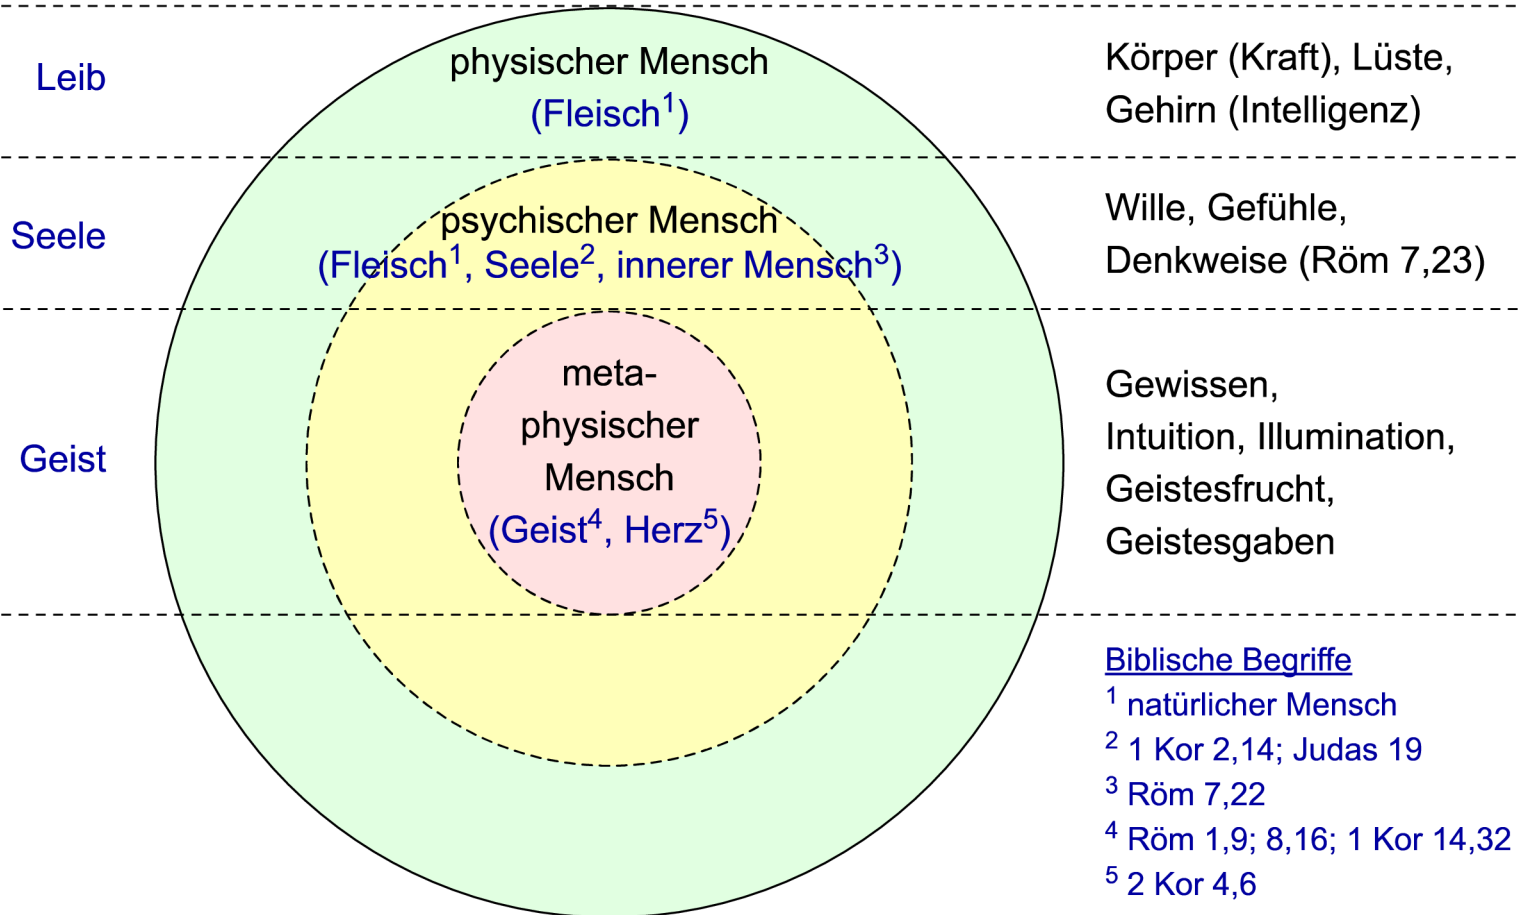 Leib
physischer Mensch
(Fleisch¹)
Körper (Kraft), Lüste,
Gehirn (Intelligenz)
Seele
psychischer Mensch
(Fleisch¹, Seele², innerer Mensch³)
Wille, Gefühle,
Denkweise (Röm 7,23)
Geist
meta-
physischer
Mensch
(Geist⁴, Herz⁵)
Gewissen,
Intuition, Illumination,
Geistesfrucht,
Geistesgaben
Biblische Begriffe
¹ natürlicher Mensch
² 1 Kor 2,14; Judas 19
³ Röm 7,22
⁴ Röm 1,9; 8,16; 1 Kor 14,32
⁵ 2 Kor 4,6